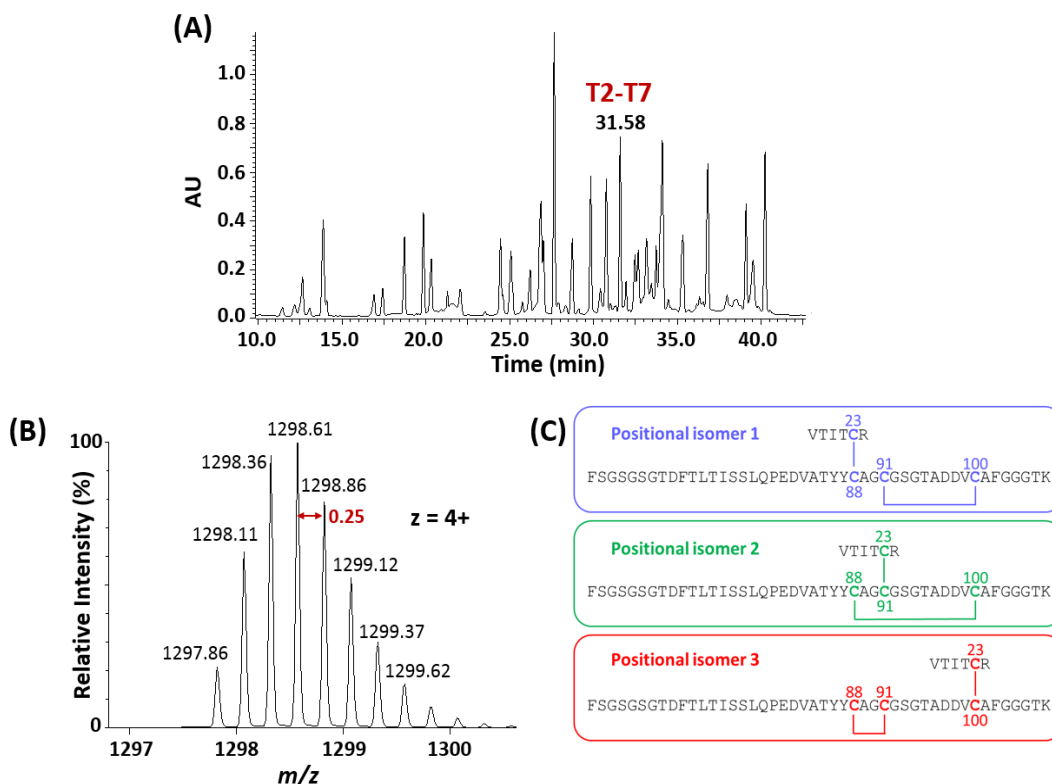 (A)
T2-T7
31.58
1.0
0.8
0.6
0.4
0.2
0.0
AU
10.0 15.0 20.0 25.0 30.0 35.0 40.0
Time (min)
(B)
100
0
Relative Intensity (%)
1298.61
1298.36
1298.86
0.25
z = 4+
1298.11
1299.12
1299.37
1297.86
1299.62
1297 1298 1299 1300
m/z
(C)
Positional isomer 1
23
VTITCR
91 100
FSGSGSGTDFTLTISSLQPEDVATYYCAGCGSGTADDVCAFGGGTK
88
Positional isomer 2
23
VTITCR
88 100
FSGSGSGTDFTLTISSLQPEDVATYYCAGCGSGTADDVCAFGGGTK
91
Positional isomer 3
23
VTITCR
88 91
FSGSGSGTDFTLTISSLQPEDVATYYCAGCGSGTADDVCAFGGGTK
100